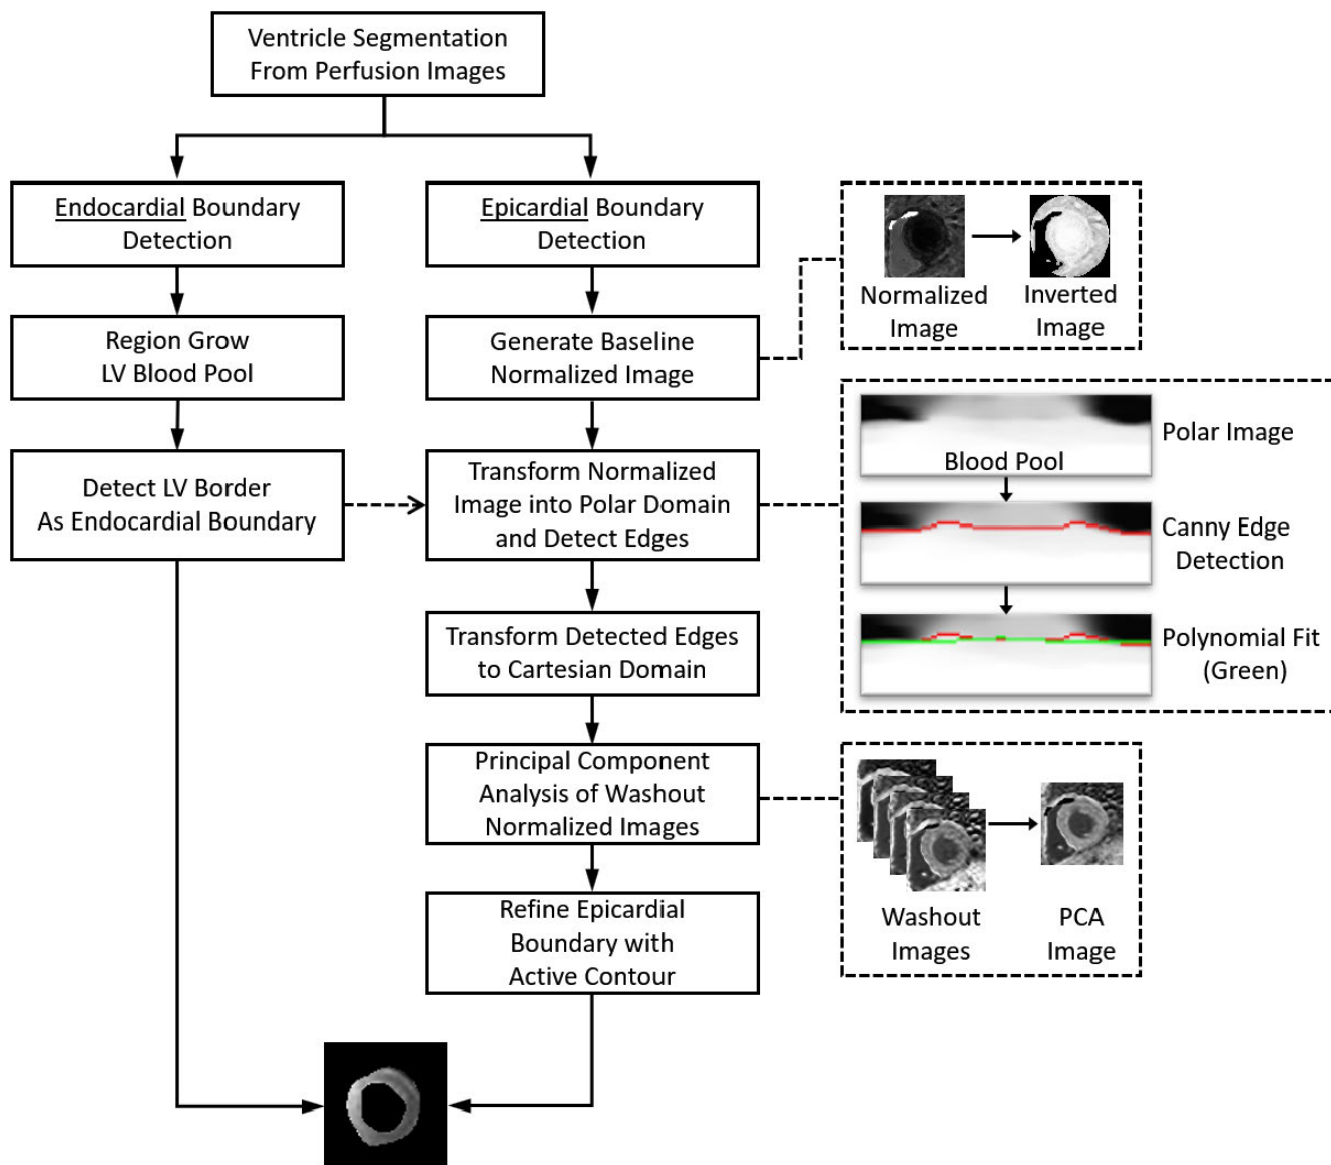 Ventricle Segmentation
From Perfusion Images
Endocardial Boundary
Detection
Epicardial Boundary
Detection
Normalized
Image
Inverted
Image
Region Grow
LV Blood Pool
Generate Baseline
Normalized Image
Polar Image
Blood Pool
Detect LV Border
As Endocardial Boundary
Transform Normalized
Image into Polar Domain
and Detect Edges
Canny Edge
Detection
Polynomial Fit
(Green)
Transform Detected Edges
to Cartesian Domain
Principal Component
Analysis of Washout
Normalized Images
Washout
Images
PCA
Image
Refine Epicardial
Boundary with
Active Contour